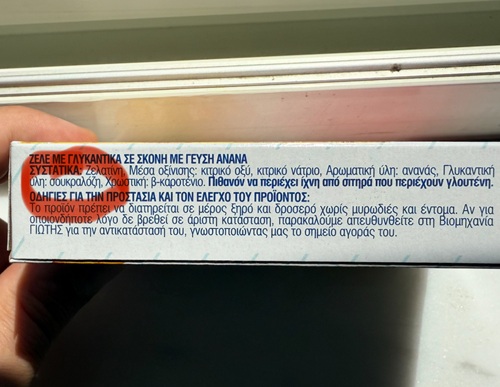 ΖΕΛΕ ΜΕ ΓΛΥΚΑΝΤΙΚΑ ΣΕ ΣΚΟΝΗ ΜΕ ΓΕΥΣΗ ΑΝΑΝΑ
ΣΥΣΤΑΤΙΚΑ: Ζελατίνη, Μέσα οξίνισης: κιτρικό οξύ, κιτρικό νάτριο, Αρωματική ύλη: ανανάς, Γλυκαντική
ύλη: σουκραλόζη, Χρωστική: β-καροτένιο. Πιθανόν να περιέχει ίχνη από σιτηρά που περιέχουν γλουτένη.
ΟΔΗΓΙΕΣ ΓΙΑ ΤΗΝ ΠΡΟΣΤΑΣΙΑ ΚΑΙ ΤΟΝ ΕΛΕΓΧΟ ΤΟΥ ΠΡΟΪΟΝΤΟΣ:
Το προϊόν πρέπει να διατηρείται σε μέρος ξηρό και δροσερό χωρίς μυρωδιές και έντομα. Αν για
οποιονδήποτε λόγο δεν βρεθεί σε άριστη κατάσταση, παρακαλούμε απευθυνθείτε στη Βιομηχανία
ΓΙΩΤΗΣ για την αντικατάσταση του, γνωστοποιώντας μας το σημείο αγοράς του.